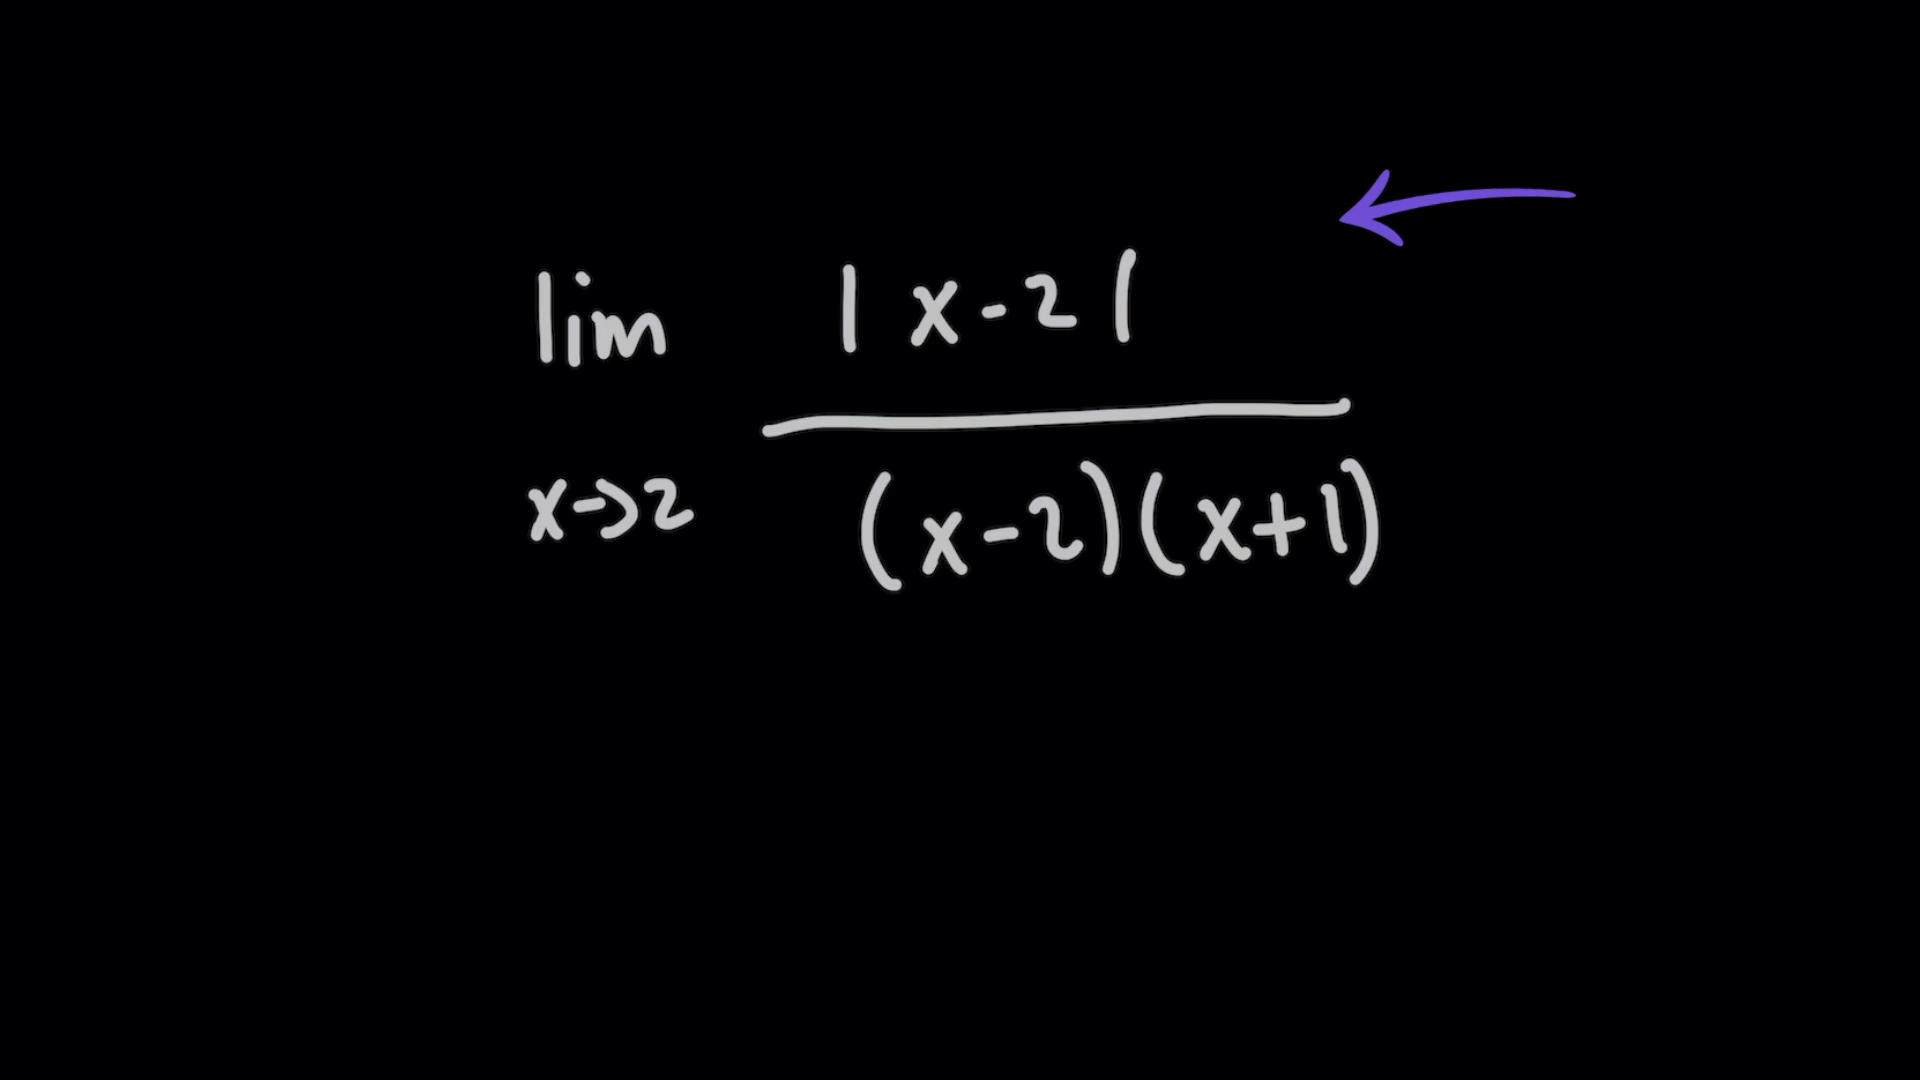 lim |x-2|
x→2 (x-2)(x+1)